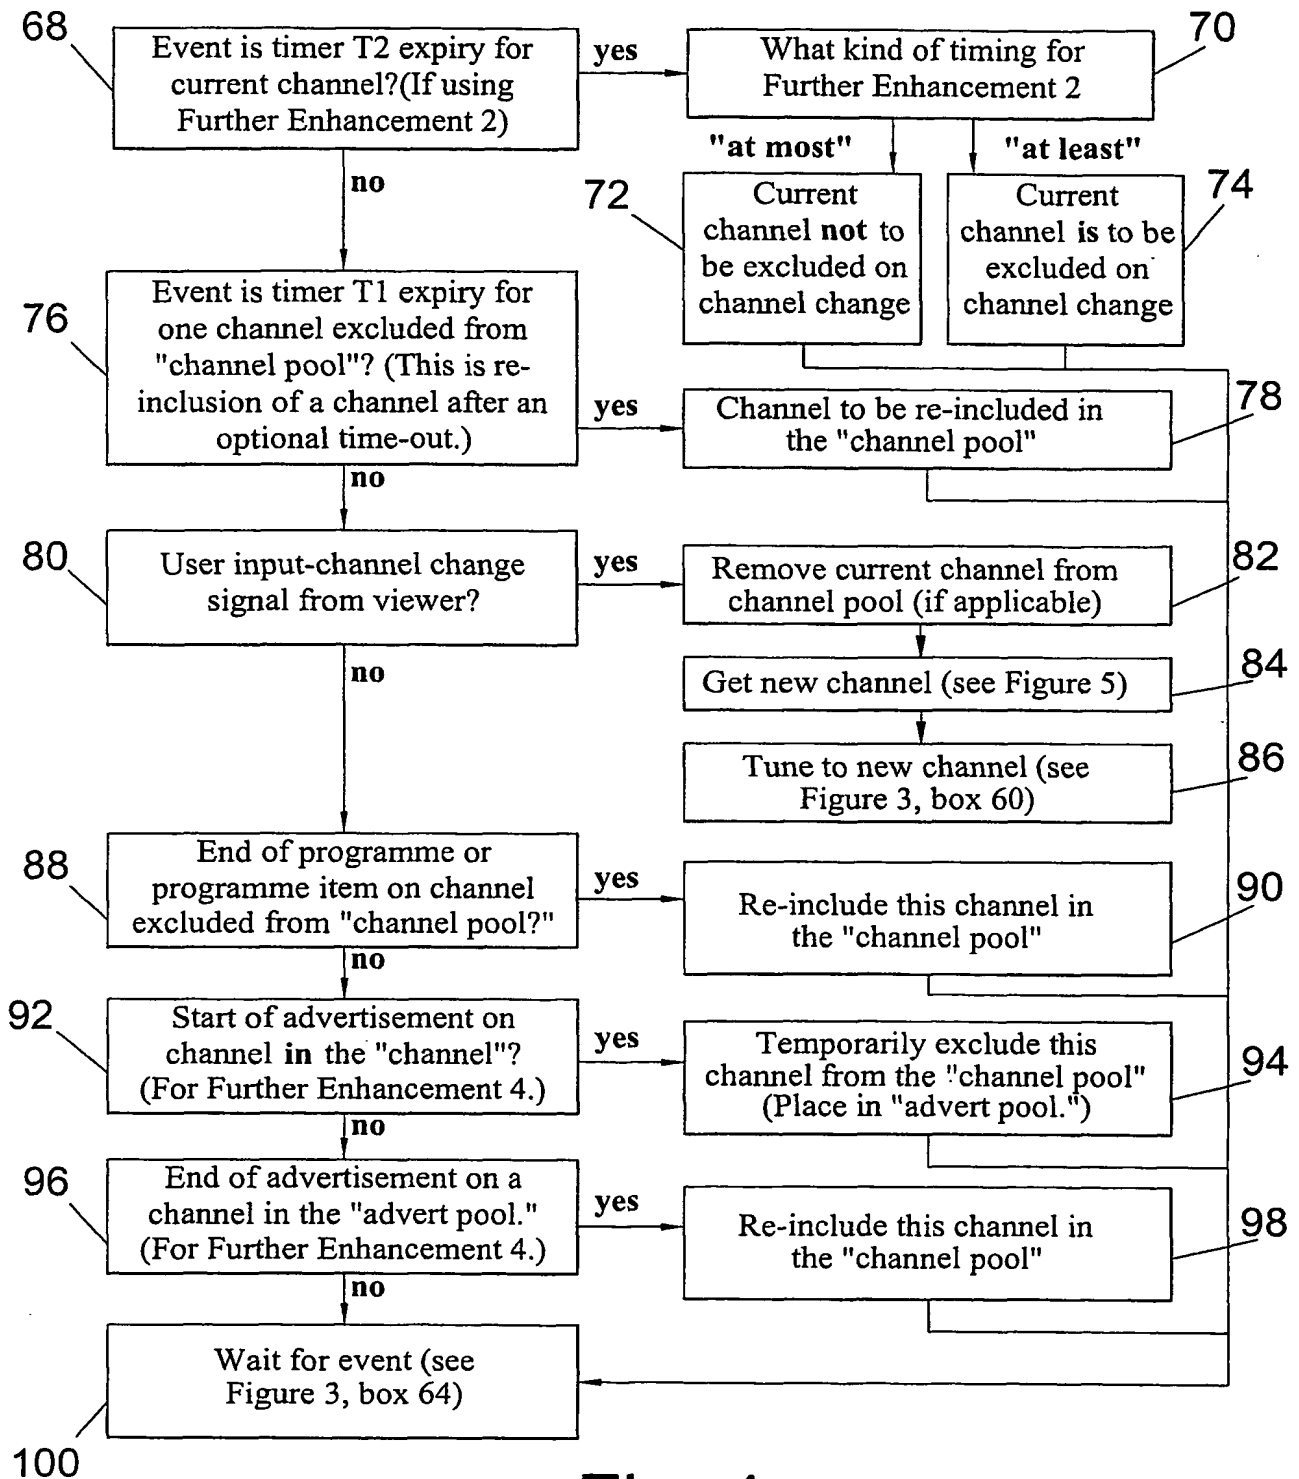 68
Event is timer T2 expiry for
current channel?(If using
Further Enhancement 2)
yes
What kind of timing for
Further Enhancement 2
70
"at most"
"at least"
no
72
Current
channel not to
be excluded on
channel change
Current
channel is to be
excluded on
channel change
74
76
Event is timer T1 expiry for
one channel excluded from
"channel pool"? (This is re-
inclusion of a channel after an
optional time-out.)
yes
Channel to be re-included in
the "channel pool"
78
no
80
User input-channel change
signal from viewer?
yes
Remove current channel from
channel pool (if applicable)
82
no
Get new channel (see Figure 5)
84
Tune to new channel (see
Figure 3, box 60)
86
88
End of programme or
programme item on channel
excluded from "channel pool?"
yes
Re-include this channel in
the "channel pool"
90
no
92
Start of advertisement on
channel in the "channel"?
(For Further Enhancement 4.)
yes
Temporarily exclude this
channel from the "channel pool"
(Place in "advert pool.")
94
no
96
End of advertisement on a
channel in the "advert pool."
(For Further Enhancement 4.)
yes
Re-include this channel in
the "channel pool"
98
no
Wait for event (see
Figure 3, box 64)
100